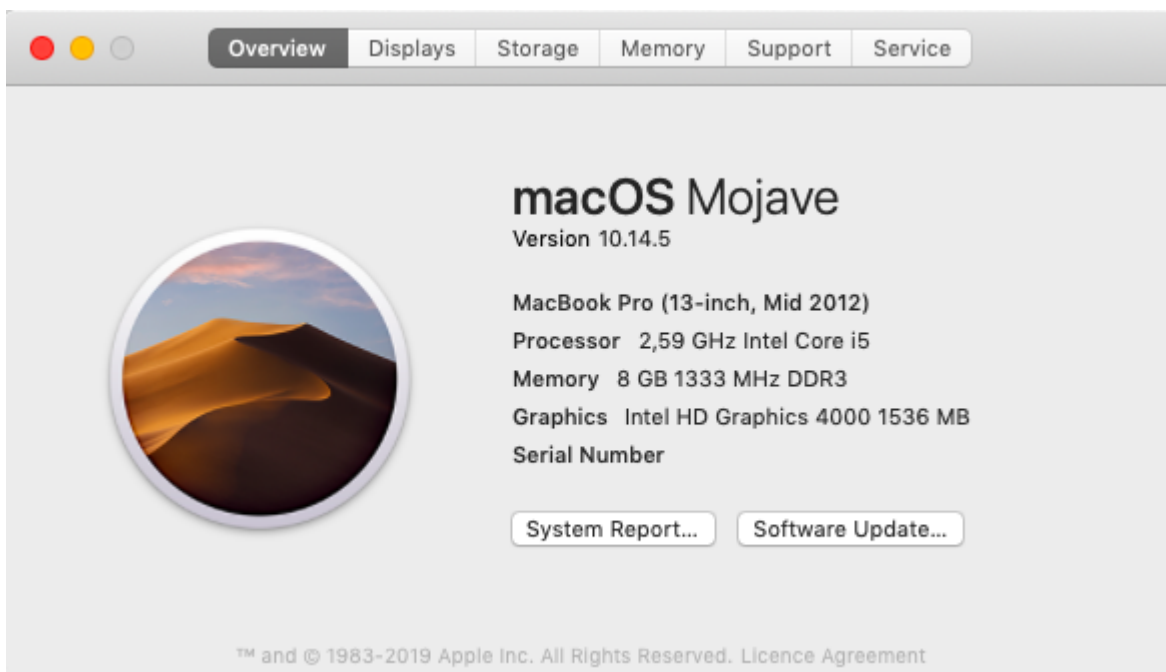 Overview Displays Storage Memory Support Service
macOS Mojave
Version 10.14.5
MacBook Pro (13-inch, Mid 2012)
Processor 2,59 GHz Intel Core i5
Memory 8 GB 1333 MHz DDR3
Graphics Intel HD Graphics 4000 1536 MB
Serial Number
System Report... Software Update...
™ and © 1983-2019 Apple Inc. All Rights Reserved. Licence Agreement